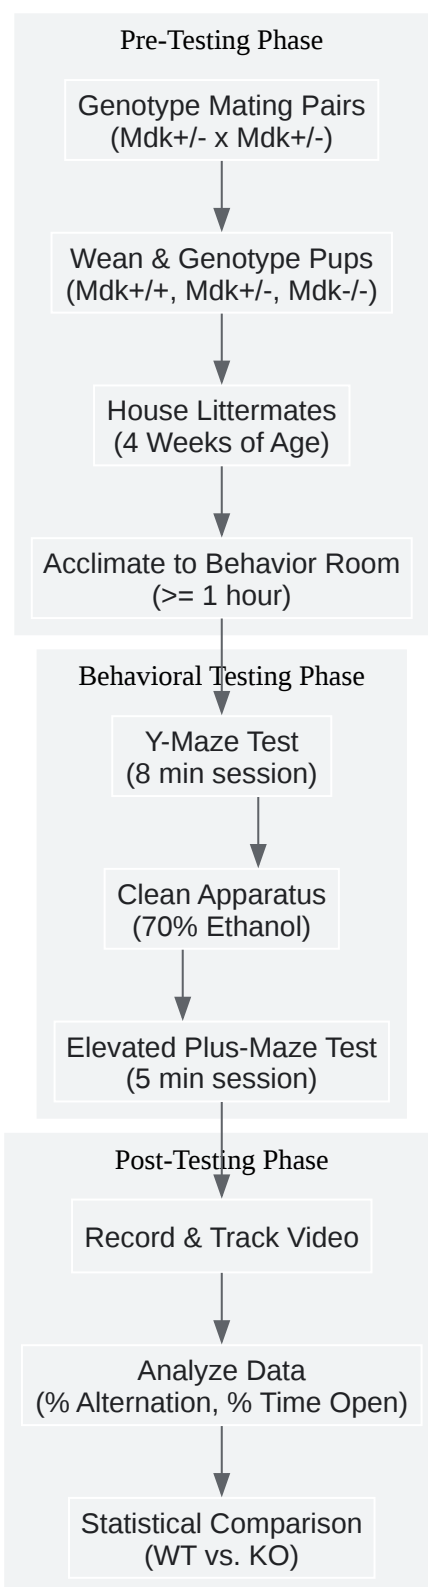 Pre-Testing Phase
Genotype Mating Pairs
(Mdk+/- x Mdk+/-)
Wean & Genotype Pups
(Mdk+/+, Mdk+/-, Mdk-/-)
House Littermates
(4 Weeks of Age)
Acclimate to Behavior Room
(>= 1 hour)
Behavioral Testing Phase
Y-Maze Test
(8 min session)
Clean Apparatus
(70% Ethanol)
Elevated Plus-Maze Test
(5 min session)
Post-Testing Phase
Record & Track Video
Analyze Data
(% Alternation, % Time Open)
Statistical Comparison
(WT vs. KO)